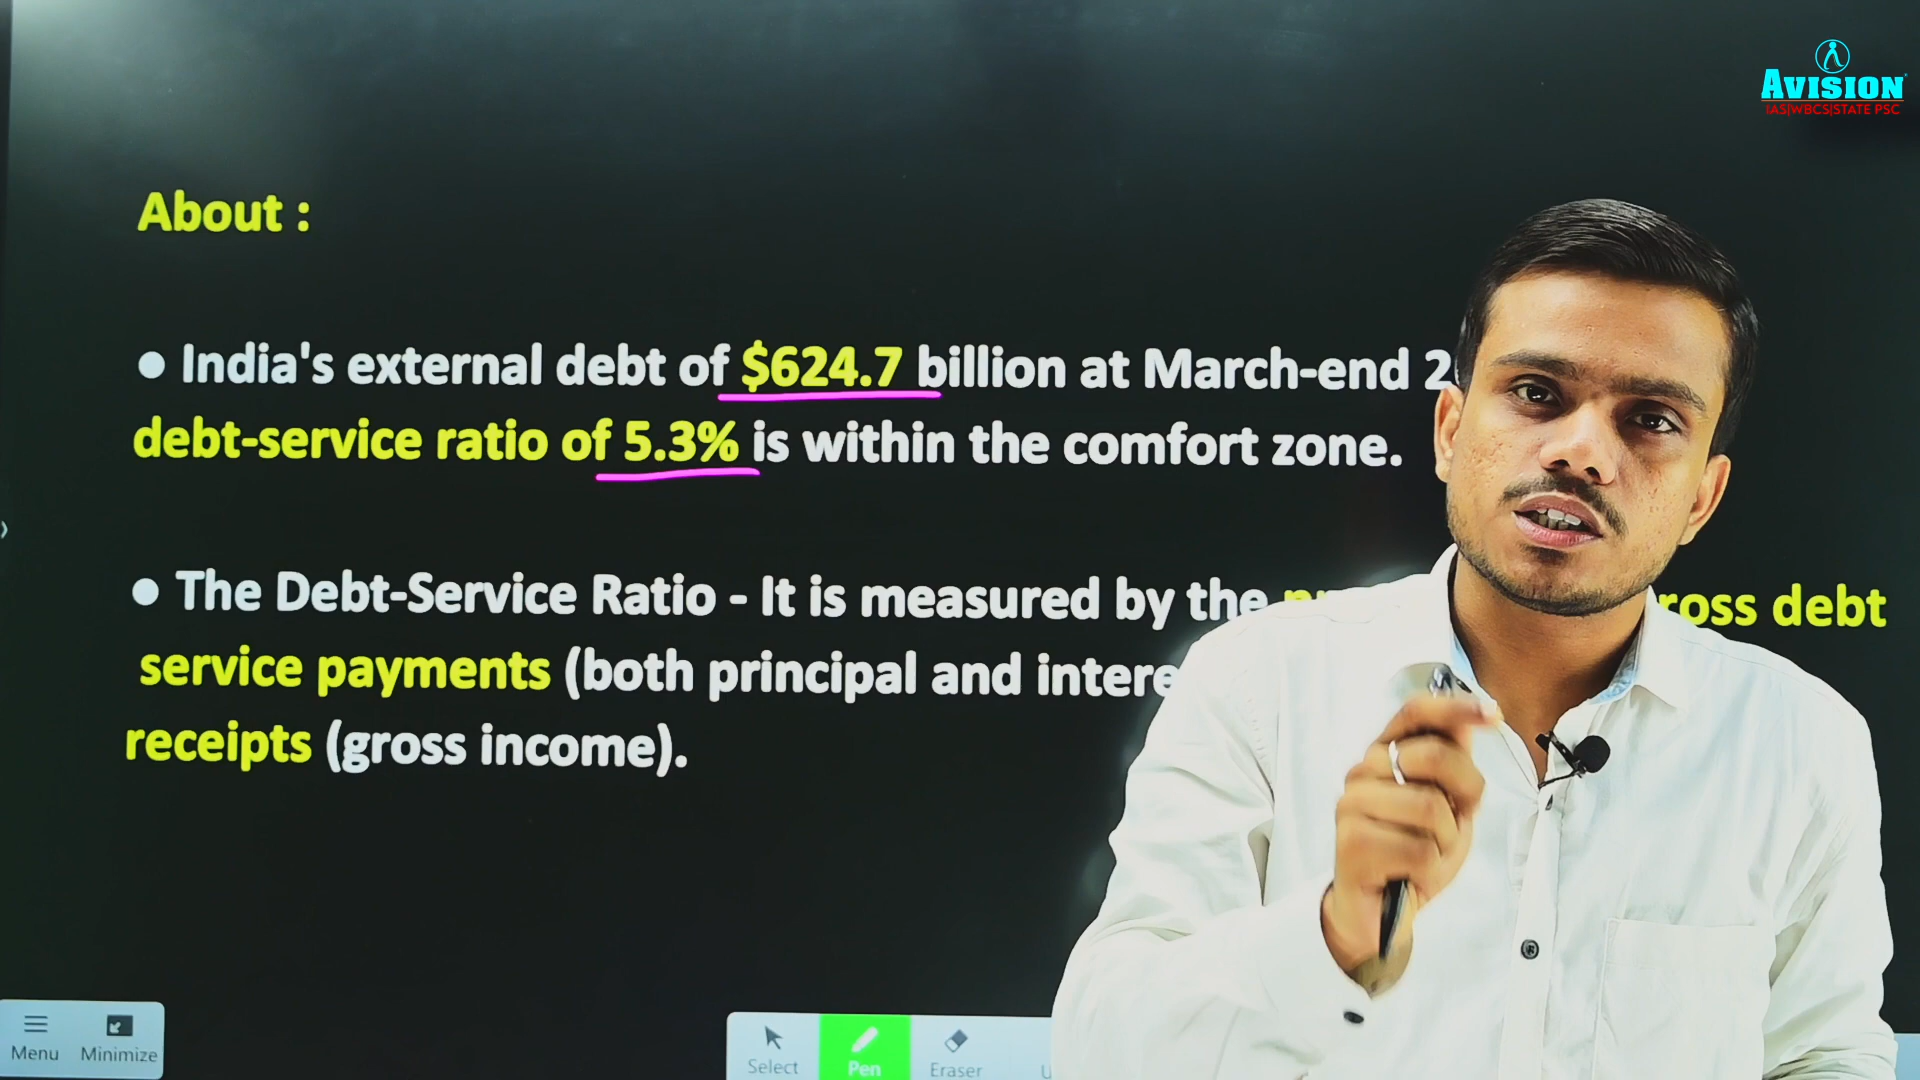 AVISION
IAS|WBCS|STATE PSC
About :
● India's external debt of $624.7 billion at March-end
debt-service ratio of 5.3% is within the comfort zone.
● The Debt-Service Ratio - It is measured by the debt
service payments (both principal and
receipts (gross income).
Menu Minimize Select Pen Eraser